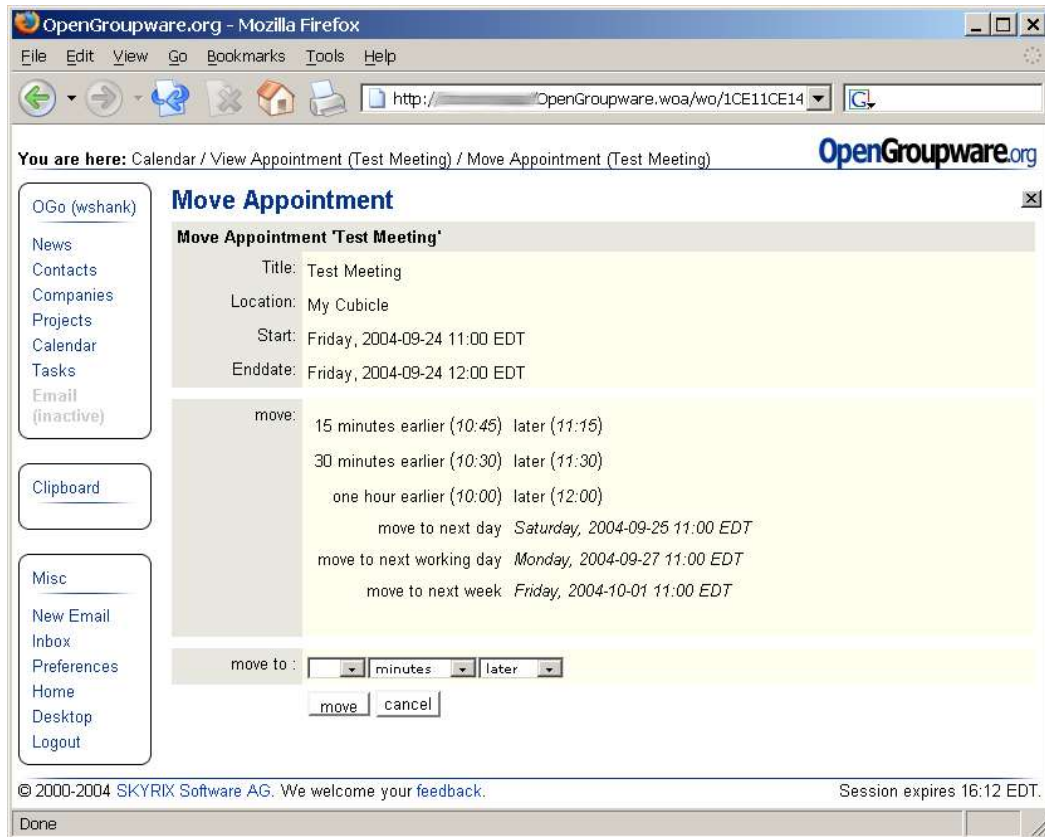 OpenGroupware.org - Mozilla Firefox
File Edit View Go Bookmarks Tools Help
http:// /OpenGroupware.woa/wo/1CE11CE14 G
You are here: Calendar / View Appointment (Test Meeting) / Move Appointment (Test Meeting) OpenGroupware.org
OGo (wshank)
News
Contacts
Companies
Projects
Calendar
Tasks
Email
(inactive)
Clipboard
Misc
New Email
Inbox
Preferences
Home
Desktop
Logout
Move Appointment
Move Appointment 'Test Meeting'
Title: Test Meeting
Location: My Cubicle
Start: Friday, 2004-09-24 11:00 EDT
Enddate: Friday, 2004-09-24 12:00 EDT
move:
15 minutes earlier (10:45) later (11:15)
30 minutes earlier (10:30) later (11:30)
one hour earlier (10:00) later (12:00)
move to next day Saturday, 2004-09-25 11:00 EDT
move to next working day Monday, 2004-09-27 11:00 EDT
move to next week Friday, 2004-10-01 11:00 EDT
move to : minutes later
move cancel
© 2000-2004 SKYRIX Software AG. We welcome your feedback. Session expires 16:12 EDT.
Done